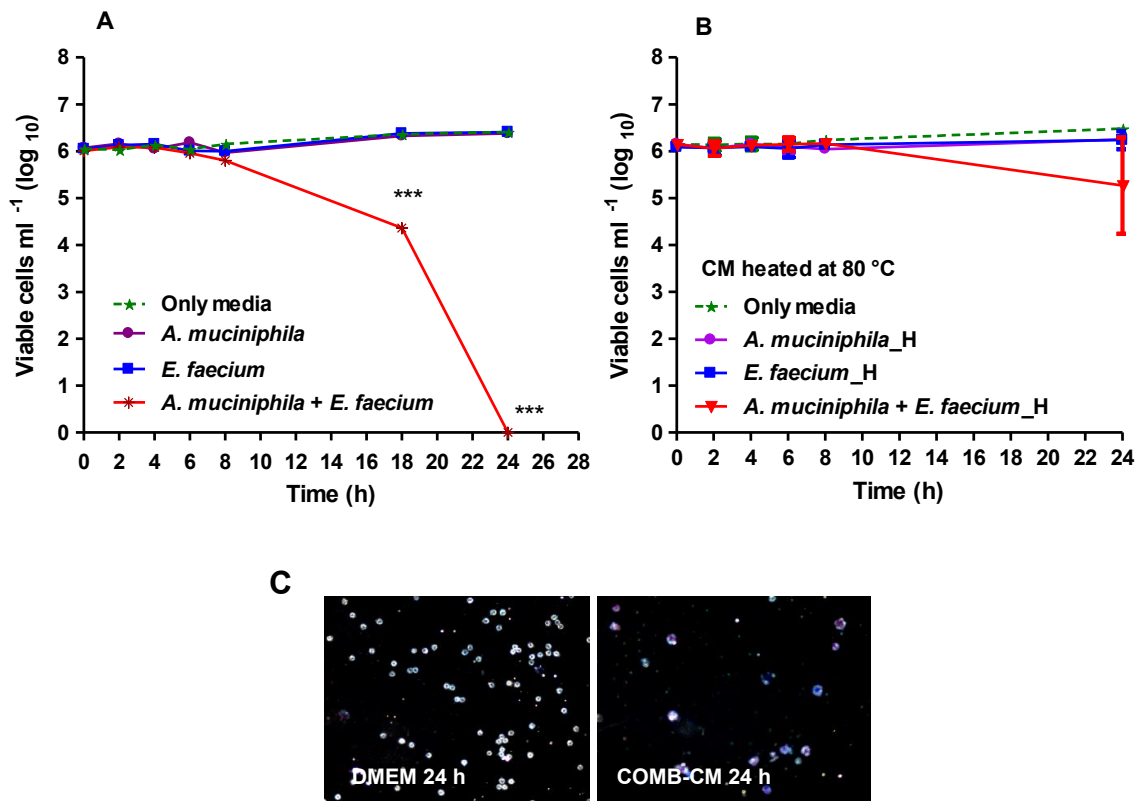 A
Viable cells ml ⁻¹ (log ₁₀)
8
7
6
5
4
3
2
1
0
Only media
A. muciniphila
E. faecium
A. muciniphila + E. faecium
***
***
0 2 4 6 8 10 12 14 16 18 20 22 24 26 28
Time (h)
B
Viable cells ml ⁻¹ (log ₁₀)
8
7
6
5
4
3
2
1
0
CM heated at 80 °C
Only media
A. muciniphila_H
E. faecium_H
A. muciniphila + E. faecium_H
0 2 4 6 8 10 12 14 16 18 20 22 24
Time (h)
C
DMEM 24 h
COMB-CM 24 h